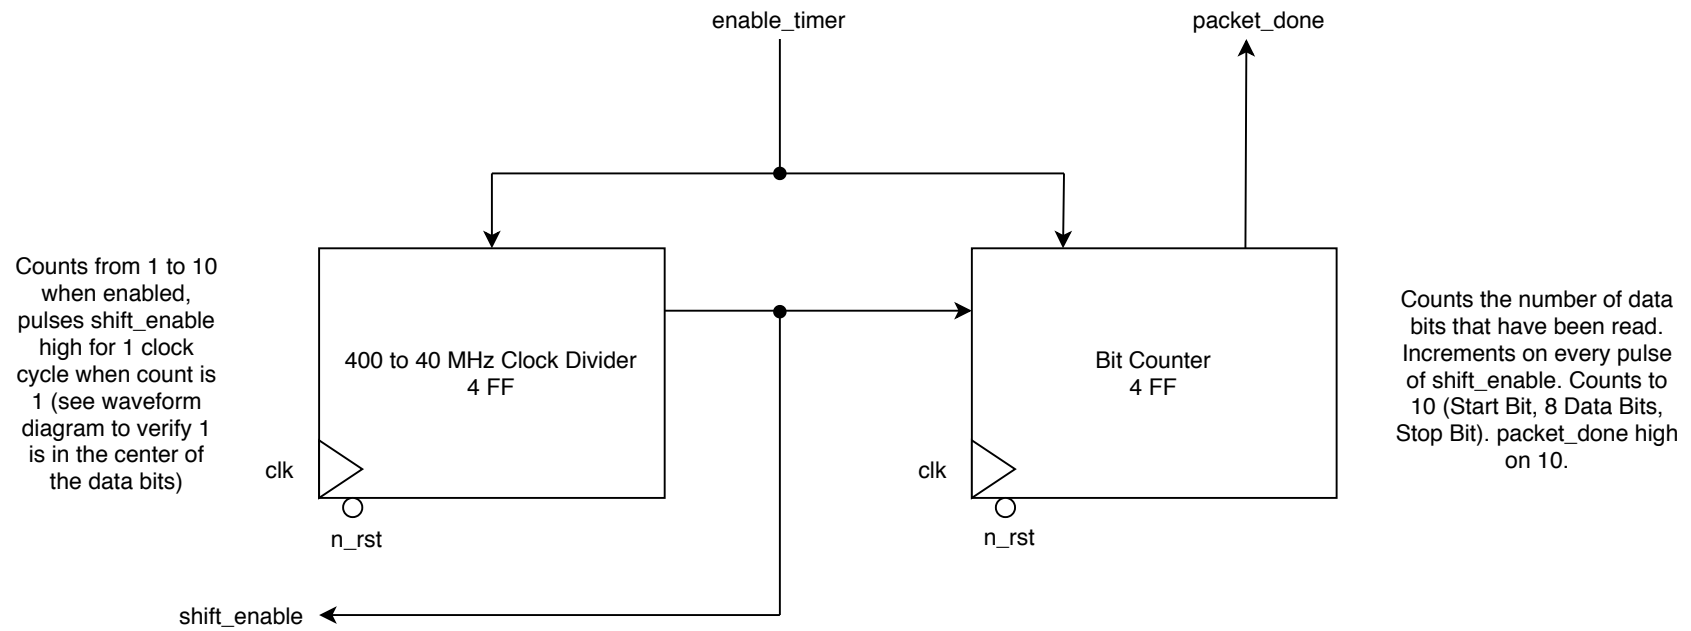 enable_timer
packet_done
Counts from 1 to 10
when enabled,
pulses shift_enable
high for 1 clock
cycle when count is
1 (see waveform
diagram to verify 1
is in the center of
the data bits)
400 to 40 MHz Clock Divider
4 FF
clk
n_rst
Bit Counter
4 FF
clk
n_rst
Counts the number of data
bits that have been read.
Increments on every pulse
of shift_enable. Counts to
10 (Start Bit, 8 Data Bits,
Stop Bit). packet_done high
on 10.
shift_enable